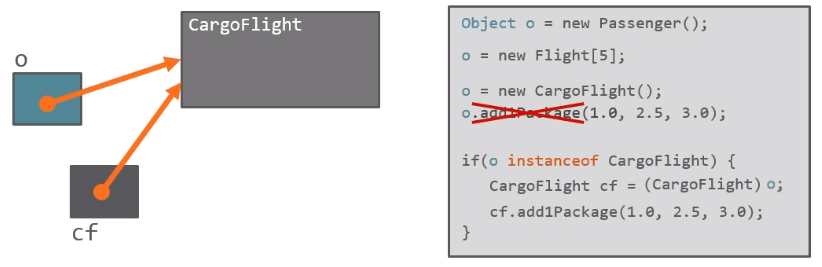 CargoFlight
o
cf
Object o = new Passenger();
o = new Flight[5];
o = new CargoFlight();
o.add1Package(1.0, 2.5, 3.0);
if(o instanceof CargoFlight) {
CargoFlight cf = (CargoFlight) o;
cf.add1Package(1.0, 2.5, 3.0);
}